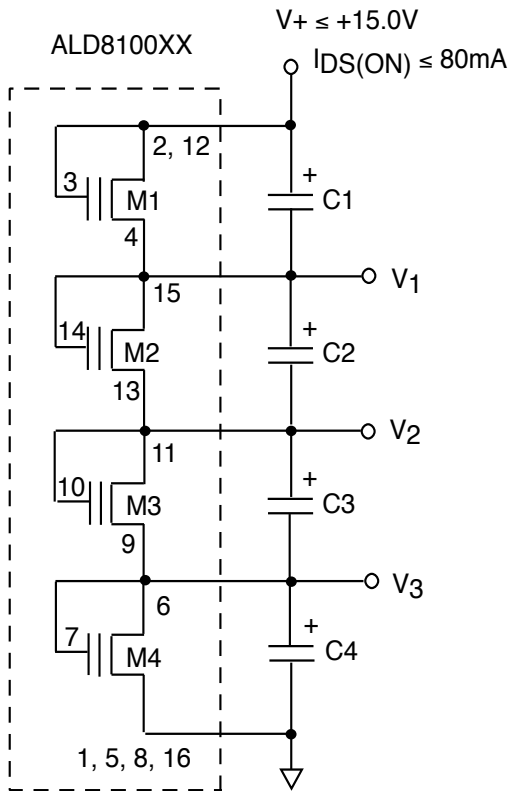 V+ ≤ +15.0V
ALD8100XX
IDS(ON) ≤ 80mA
2, 12
3
M1
+
C1
4
15
V1
14
M2
+
C2
13
11
V2
10
M3
+
C3
9
6
V3
7
M4
+
C4
1, 5, 8, 16